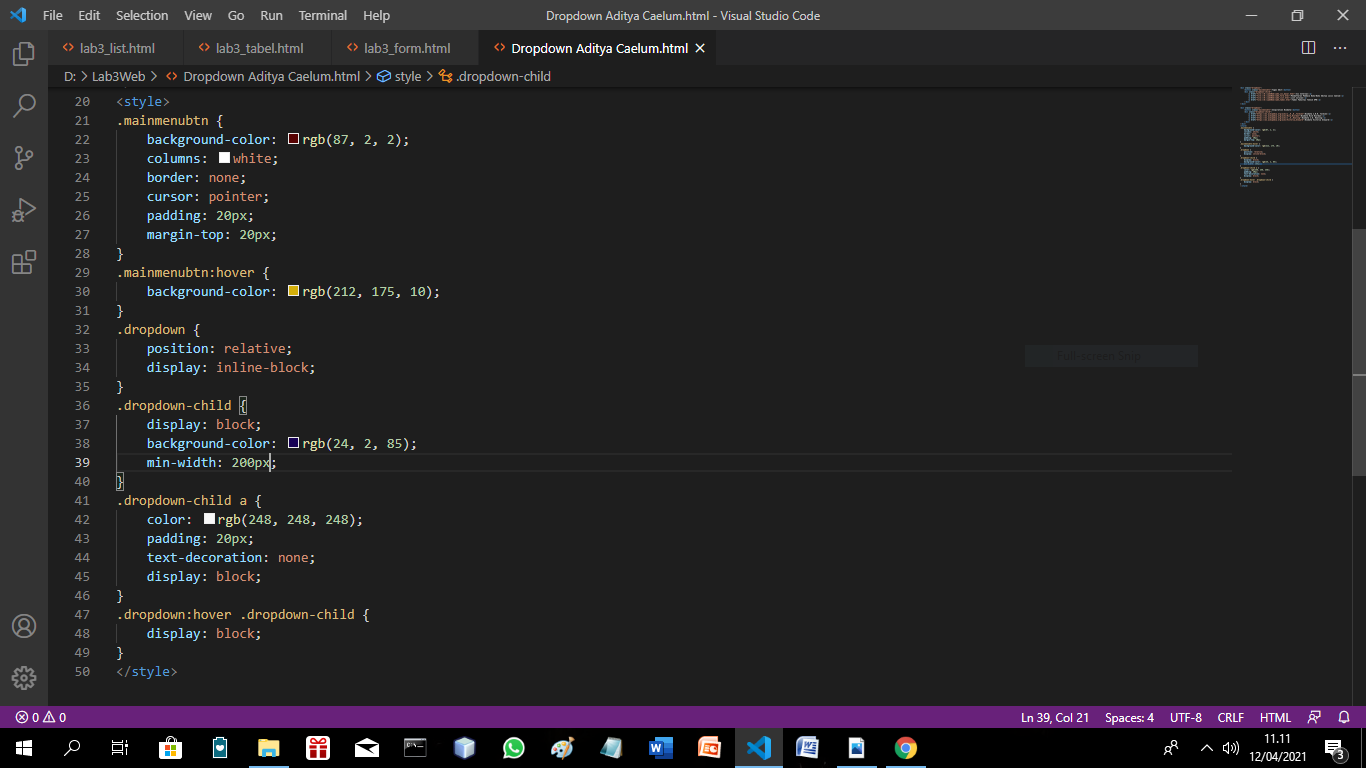 File Edit Selection View Go Run Terminal Help Dropdown Aditya Caelum.html - Visual Studio Code
lab3_list.html lab3_tabel.html lab3_form.html Dropdown Aditya Caelum.html
D: > Lab3Web > Dropdown Aditya Caelum.html > style > .dropdown-child
20 <style>
21 .mainmenubtn {
22 background-color: rgb(87, 2, 2);
23 columns: white;
24 border: none;
25 cursor: pointer;
26 padding: 20px;
27 margin-top: 20px;
28 }
29 .mainmenubtn:hover {
30 background-color: rgb(212, 175, 10);
31 }
32 .dropdown {
33 position: relative;
34 display: inline-block;
35 }
36 .dropdown-child {
37 display: block;
38 background-color: rgb(24, 2, 85);
39 min-width: 200px;
40 }
41 .dropdown-child a {
42 color: rgb(248, 248, 248);
43 padding: 20px;
44 text-decoration: none;
45 display: block;
46 }
47 .dropdown:hover .dropdown-child {
48 display: block;
49 }
50 </style>
Full-screen Snip
0 0 Ln 39, Col 21 Spaces: 4 UTF-8 CRLF HTML
11.11
12/04/2021
3